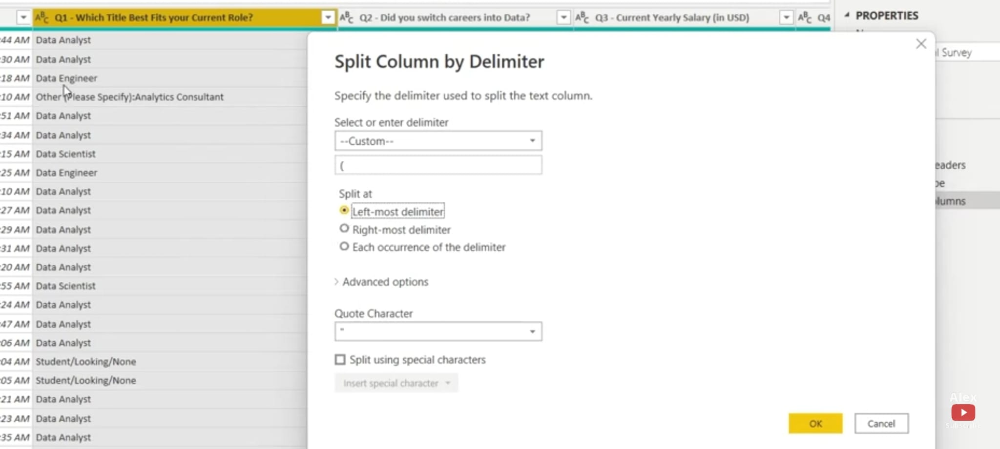 ABC Q1 - Which Title Best Fits your Current Role? ABC Q2 - Did you switch careers into Data? ABC Q3 - Current Yearly Salary (in USD) ABC Q4
PROPERTIES
:44 AM Data Analyst
:30 AM Data Analyst
:18 AM Data Engineer
:10 AM Other (Please Specify):Analytics Consultant
:51 AM Data Analyst
:34 AM Data Analyst
:15 AM Data Scientist
:25 AM Data Engineer
:10 AM Data Analyst
:27 AM Data Analyst
:29 AM Data Analyst
:31 AM Data Analyst
:20 AM Data Analyst
:55 AM Data Scientist
:24 AM Data Analyst
:47 AM Data Analyst
:06 AM Data Analyst
:04 AM Student/Looking/None
:05 AM Student/Looking/None
:21 AM Data Analyst
:23 AM Data Analyst
:35 AM Data Analyst
Split Column by Delimiter
Specify the delimiter used to split the text column.
Select or enter delimiter
--Custom--
(
Split at
Left-most delimiter
Right-most delimiter
Each occurrence of the delimiter
Advanced options
Quote Character
"
Split using special characters
Insert special character
OK Cancel
l Survey
eaders
pe
lumns
Alex
Subscribe